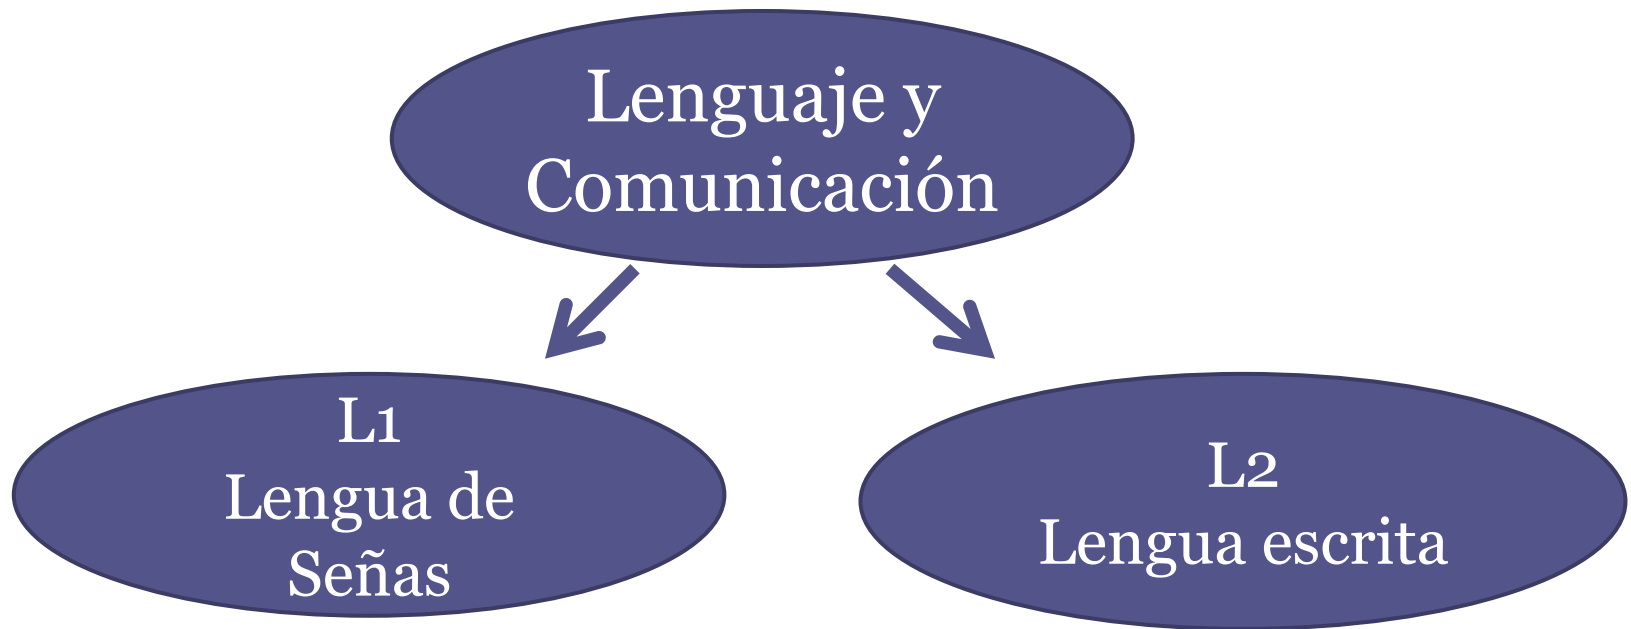 Lenguaje y
Comunicación
L1
Lengua de
Señas
L2
Lengua escrita